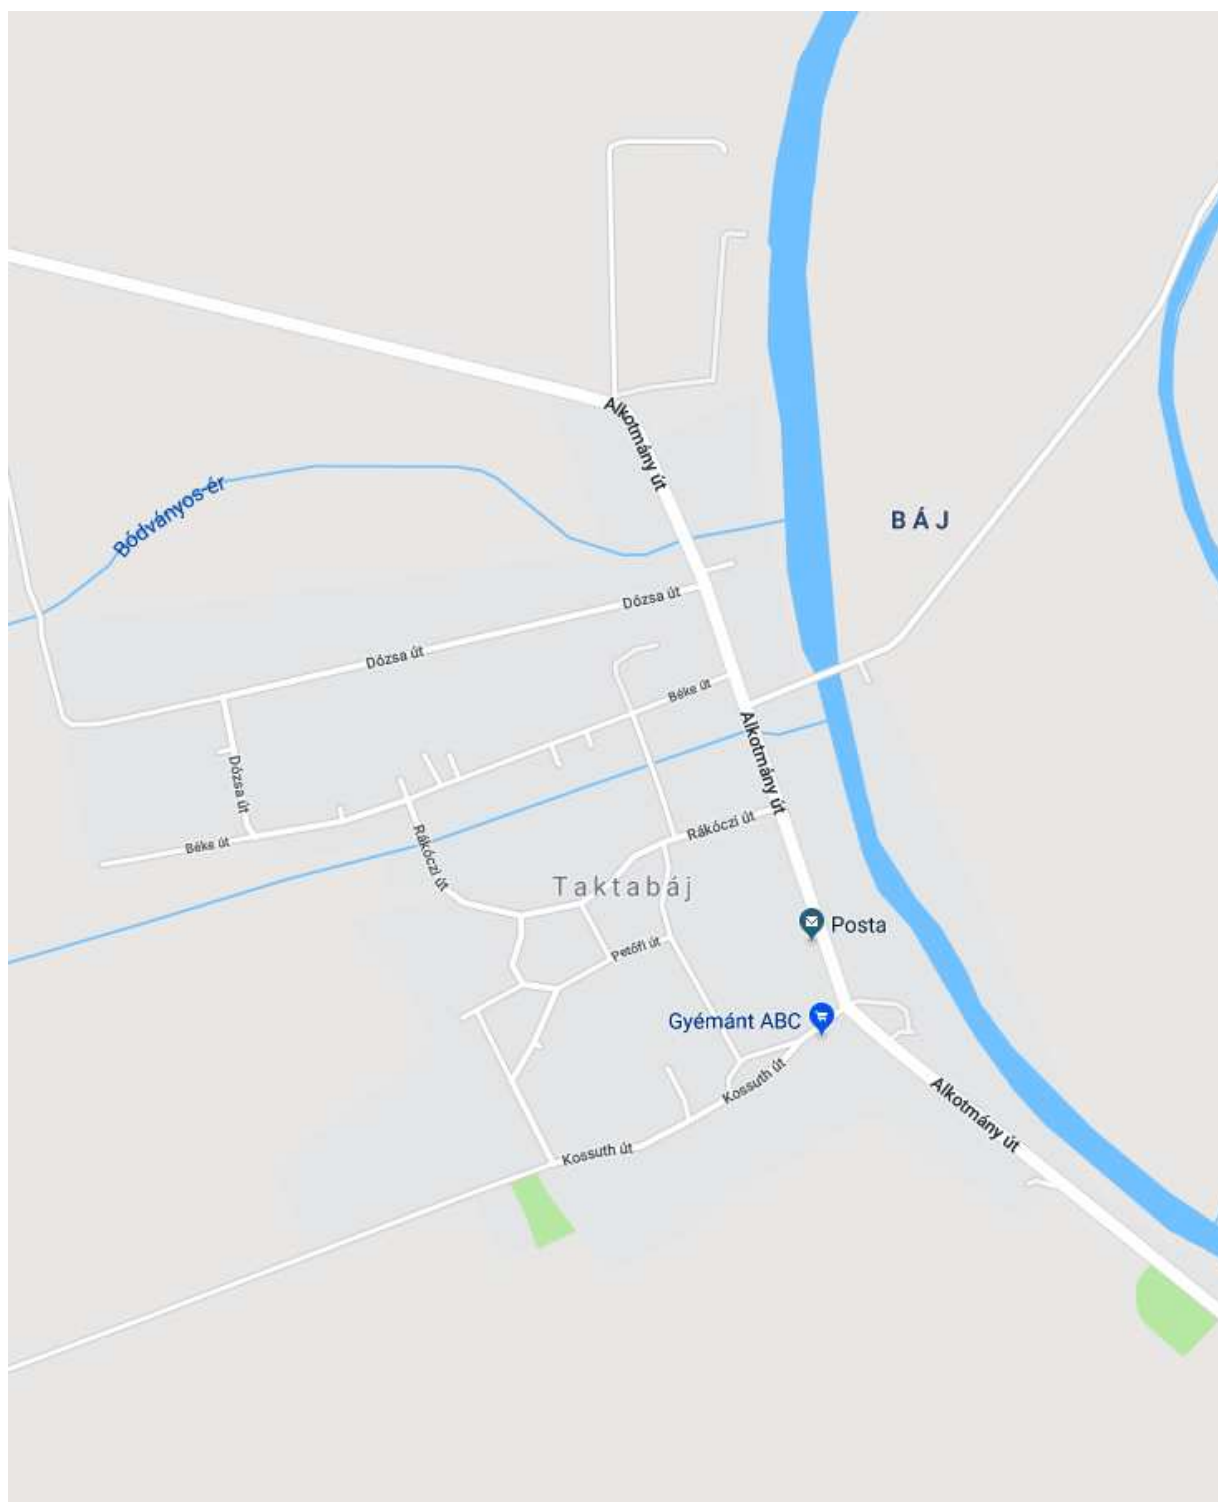 Alkotmány út
Bódványos-ér
BÁJ
Dózsa út
Dózsa út
Béke út
Alkotmány út
Dózsa út
Rákóczi út
Béke út
Rákóczi út
Taktabáj
Posta
Petőfi út
Gyémánt ABC
Kossuth út
Alkotmány út
Kossuth út